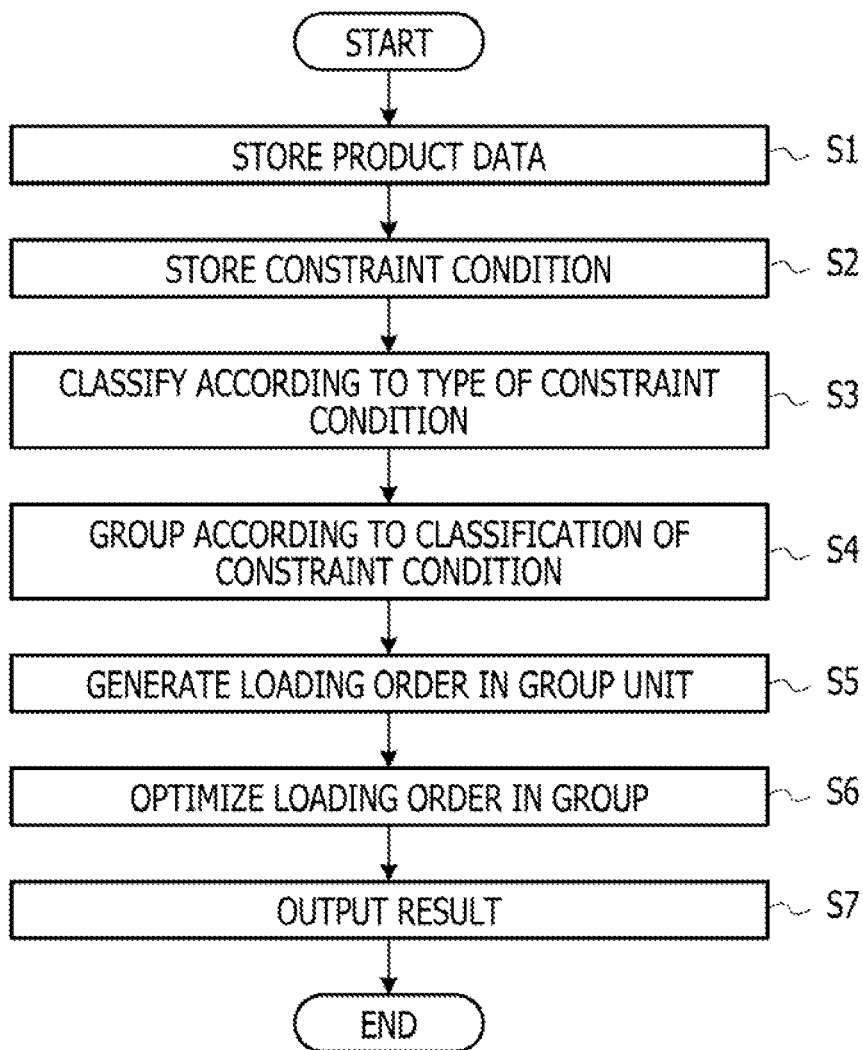 START
STORE PRODUCT DATA
S1
STORE CONSTRAINT CONDITION
S2
CLASSIFY ACCORDING TO TYPE OF CONSTRAINT
CONDITION
S3
GROUP ACCORDING TO CLASSIFICATION OF
CONSTRAINT CONDITION
S4
GENERATE LOADING ORDER IN GROUP UNIT
S5
OPTIMIZE LOADING ORDER IN GROUP
S6
OUTPUT RESULT
S7
END